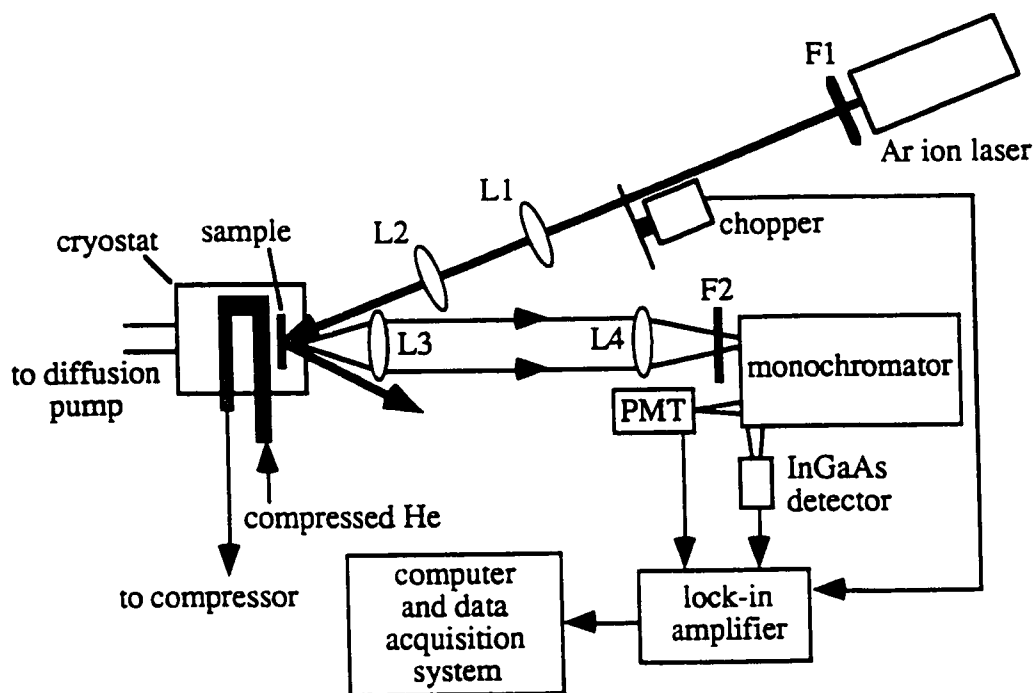 F1
Ar ion laser
L1
chopper
sample
L2
cryostat
F2
L3
L4
monochromator
to diffusion
pump
PMT
InGaAs
detector
compressed He
to compressor
computer
and data
acquisition
system
lock-in
amplifier